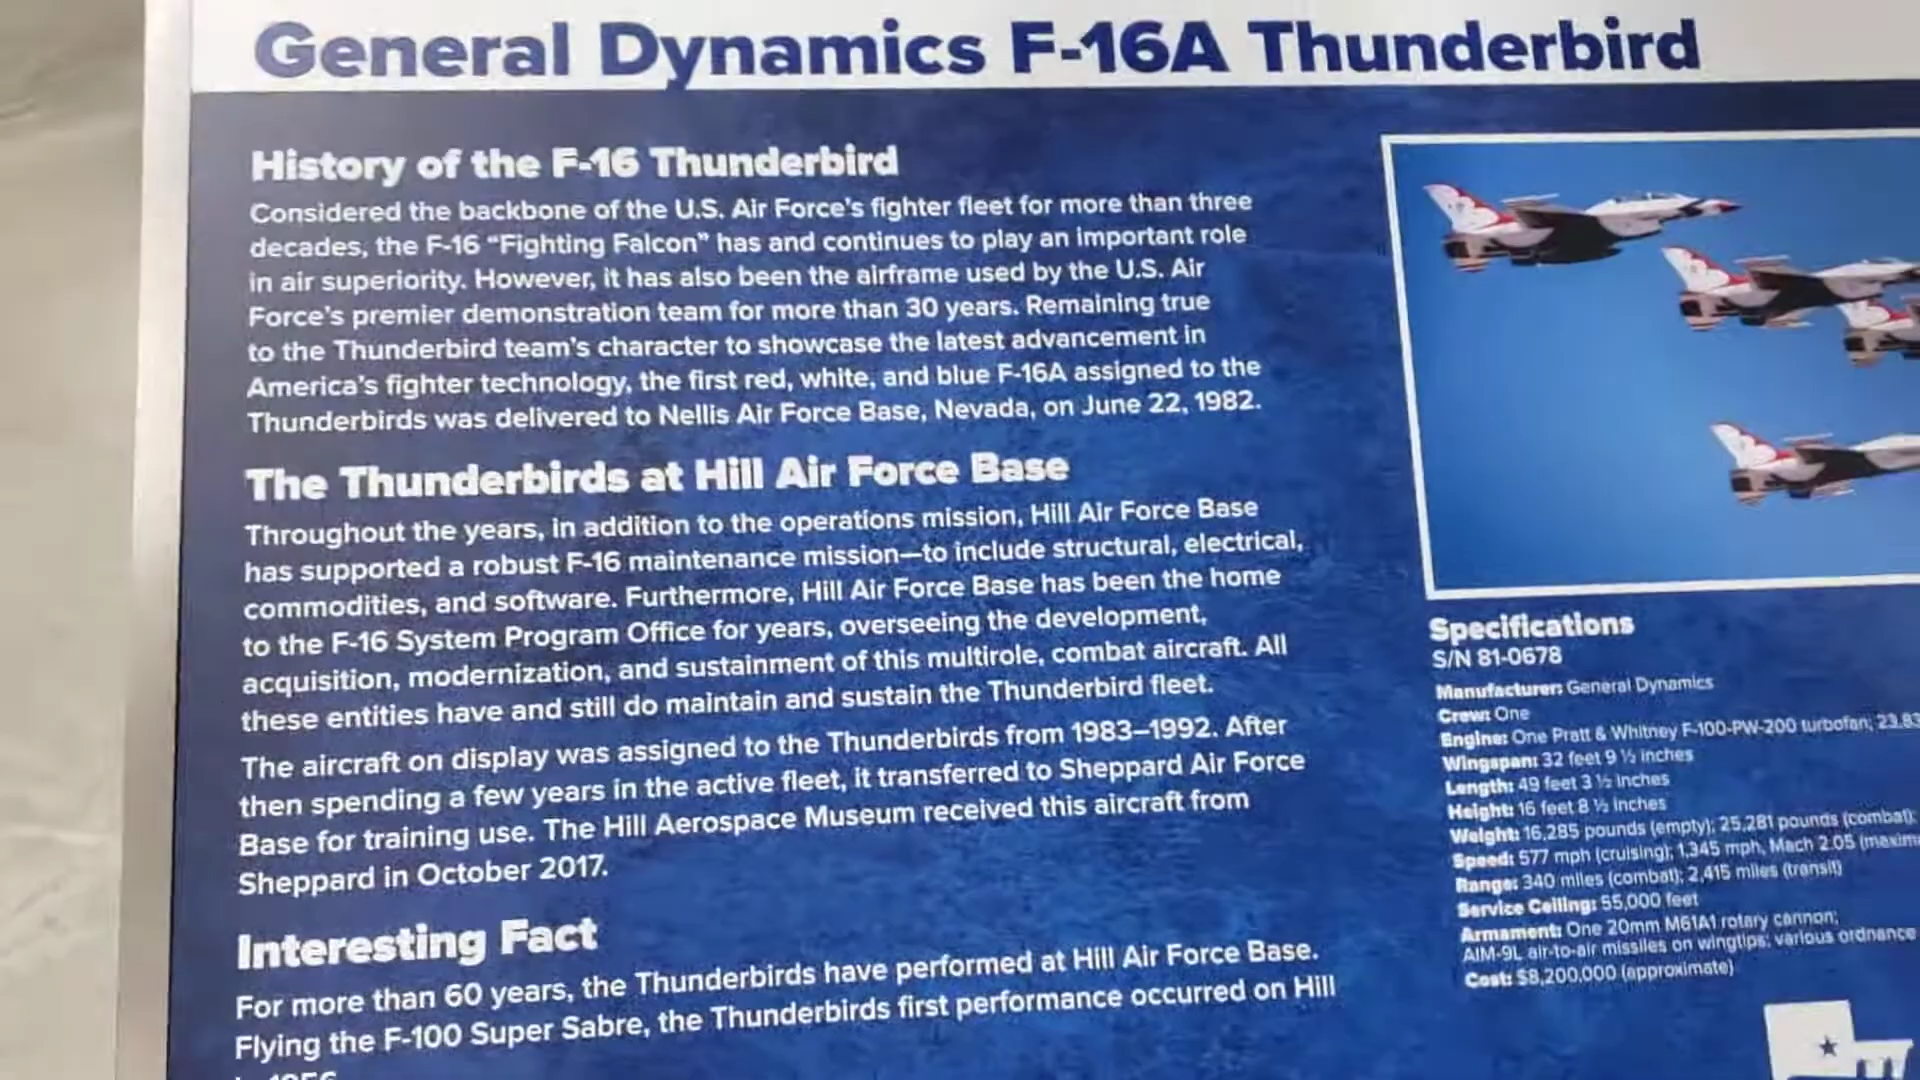 General Dynamics F-16A Thunderbird
History of the F-16 Thunderbird
Considered the backbone of the U.S. Air Force's fighter fleet for more than three
decades, the F-16 “Fighting Falcon” has and continues to play an important role
in air superiority. However, it has also been the airframe used by the U.S. Air
Force's premier demonstration team for more than 30 years. Remaining true
to the Thunderbird team's character to showcase the latest advancement in
America's fighter technology, the first red, white, and blue F-16A assigned to the
Thunderbirds was delivered to Nellis Air Force Base, Nevada, on June 22, 1982.
The Thunderbirds at Hill Air Force Base
Throughout the years, in addition to the operations mission, Hill Air Force Base
has supported a robust F-16 maintenance mission—to include structural, electrical,
commodities, and software. Furthermore, Hill Air Force Base has been the home
to the F-16 System Program Office for years, overseeing the development,
acquisition, modernization, and sustainment of this multirole, combat aircraft. All
these entities have and still do maintain and sustain the Thunderbird fleet.
The aircraft on display was assigned to the Thunderbirds from 1983–1992. After
then spending a few years in the active fleet, it transferred to Sheppard Air Force
Base for training use. The Hill Aerospace Museum received this aircraft from
Sheppard in October 2017.
Interesting Fact
For more than 60 years, the Thunderbirds have performed at Hill Air Force Base.
Flying the F-100 Super Sabre, the Thunderbirds first performance occurred on Hill
Specifications
S/N 81-0678
Manufacturer: General Dynamics
Crew: One
Engine: One Pratt & Whitney F-100-PW-200 turbofan; 23,83
Wingspan: 32 feet 9 ½ inches
Length: 49 feet 3 ½ inches
Height: 16 feet 8 ½ inches
Weight: 16,285 pounds (empty); 25,281 pounds (combat);
Speed: 577 mph (cruising); 1,345 mph, Mach 2.05
Range: 340 miles (combat); 2,415 miles (transit)
Service Ceiling: 55,000 feet
Armament: One 20mm M61A1 rotary cannon;
AIM-9L air-to-air missiles on wingtips; various ordnance
Cost: $8,200,000 (approximate)